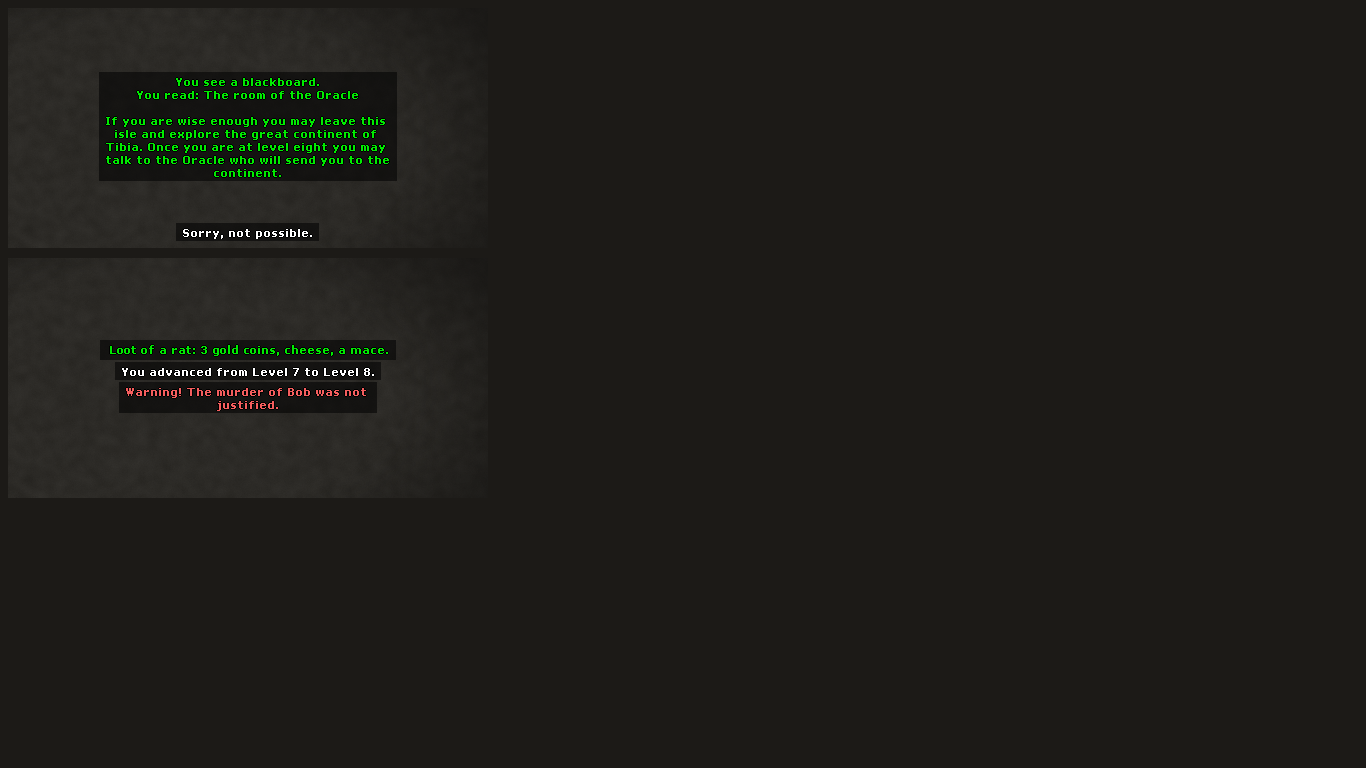 You see a blackboard.
You read: The room of the Oracle
If you are wise enough you may leave this
isle and explore the great continent of
Tibia. Once you are at level eight you may
talk to the Oracle who will send you to the
continent.
Sorry, not possible.
Loot of a rat: 3 gold coins, cheese, a mace.
You advanced from Level 7 to Level 8.
Warning! The murder of Bob was not
justified.